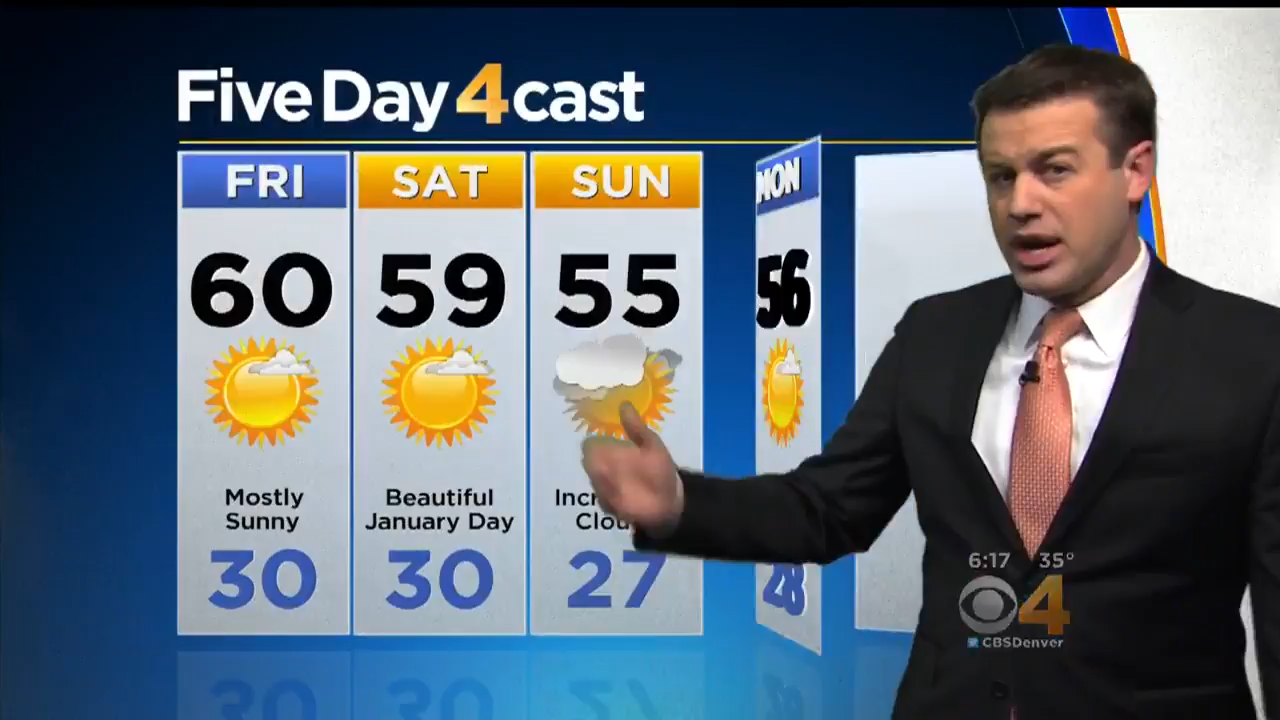 Five Day 4cast
FRI SAT SUN MON
60 59 55 56
Mostly Sunny
Beautiful January Day
30 30 27 28
6:17 35°
4
CBSDenver